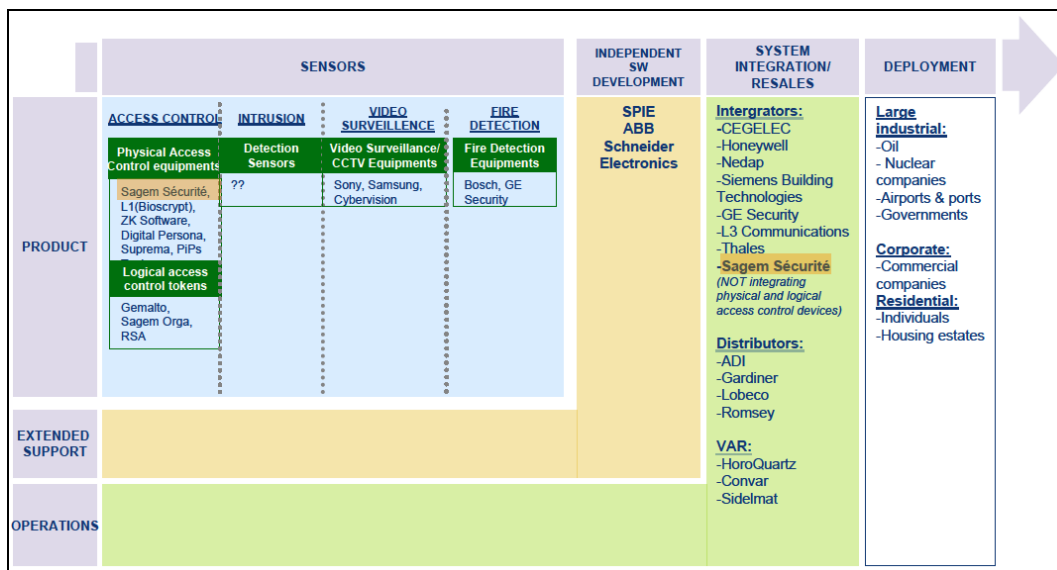 SENSORS
INDEPENDENT
SW
DEVELOPMENT
SYSTEM
INTEGRATION/
RESALES
DEPLOYMENT
PRODUCT
ACCESS CONTROL
Physical Access
Control equipments
Sagem Sécurité,
L1(Bioscrypt),
ZK Software,
Digital Persona,
Suprema, PiPs
Logical access
control tokens
Gemalto,
Sagem Orga,
RSA
INTRUSION
Detection
Sensors
??
VIDEO
SURVEILLENCE
Video Surveillance/
CCTV Equipments
Sony, Samsung,
Cybervision
FIRE
DETECTION
Fire Detection
Equipments
Bosch, GE
Security
SPIE
ABB
Schneider
Electronics
Intergrators:
-CEGELEC
-Honeywell
-Nedap
-Siemens Building
Technologies
-GE Security
-L3 Communications
-Thales
-Sagem Sécurité
(NOT integrating
physical and logical
access control devices)
Distributors:
-ADI
-Gardiner
-Lobeco
-Romsey
VAR:
-HoroQuartz
-Convar
-Sidelmat
Large
industrial:
-Oil
- Nuclear
companies
-Airports & ports
-Governments
Corporate:
-Commercial
companies
Residential:
-Individuals
-Housing estates
EXTENDED
SUPPORT
OPERATIONS